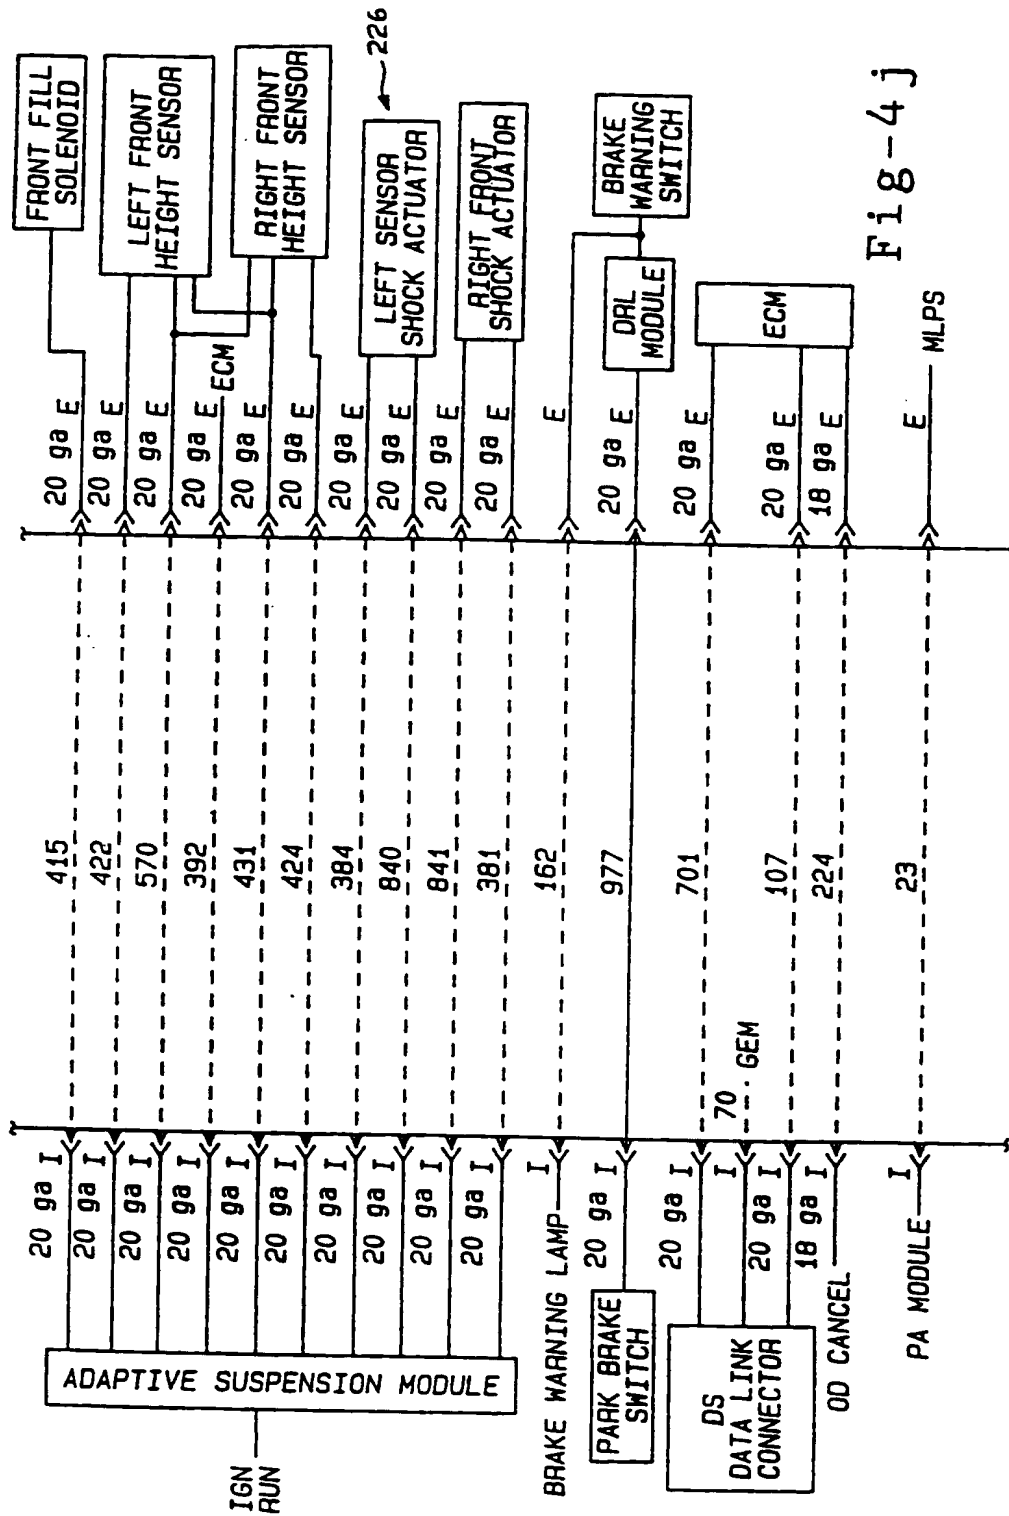 FRONT FILL
SOLENOID
LEFT FRONT
HEIGHT SENSOR
RIGHT FRONT
HEIGHT SENSOR
LEFT SENSOR
SHOCK ACTUATOR
226
RIGHT FRONT
SHOCK ACTUATOR
BRAKE
WARNING
SWITCH
DRL
MODULE
ECM
MLPS
ECM
20 ga E
20 ga E
20 ga E
20 ga E
20 ga E
20 ga E
20 ga E
20 ga E
20 ga E
20 ga E
E
20 ga E
20 ga E
20 ga E
18 ga E
E
415
422
570
392
431
424
384
840
841
381
162
977
701
70
GEM
107
224
23
20 ga I
20 ga I
20 ga I
20 ga I
20 ga I
20 ga I
20 ga I
20 ga I
20 ga I
20 ga I
I
20 ga I
20 ga I
I
20 ga I
18 ga I
I
ADAPTIVE SUSPENSION MODULE
IGN
RUN
BRAKE WARNING LAMP
PARK BRAKE
SWITCH
DS
DATA LINK
CONNECTOR
OD CANCEL
PA MODULE
Fig-4j